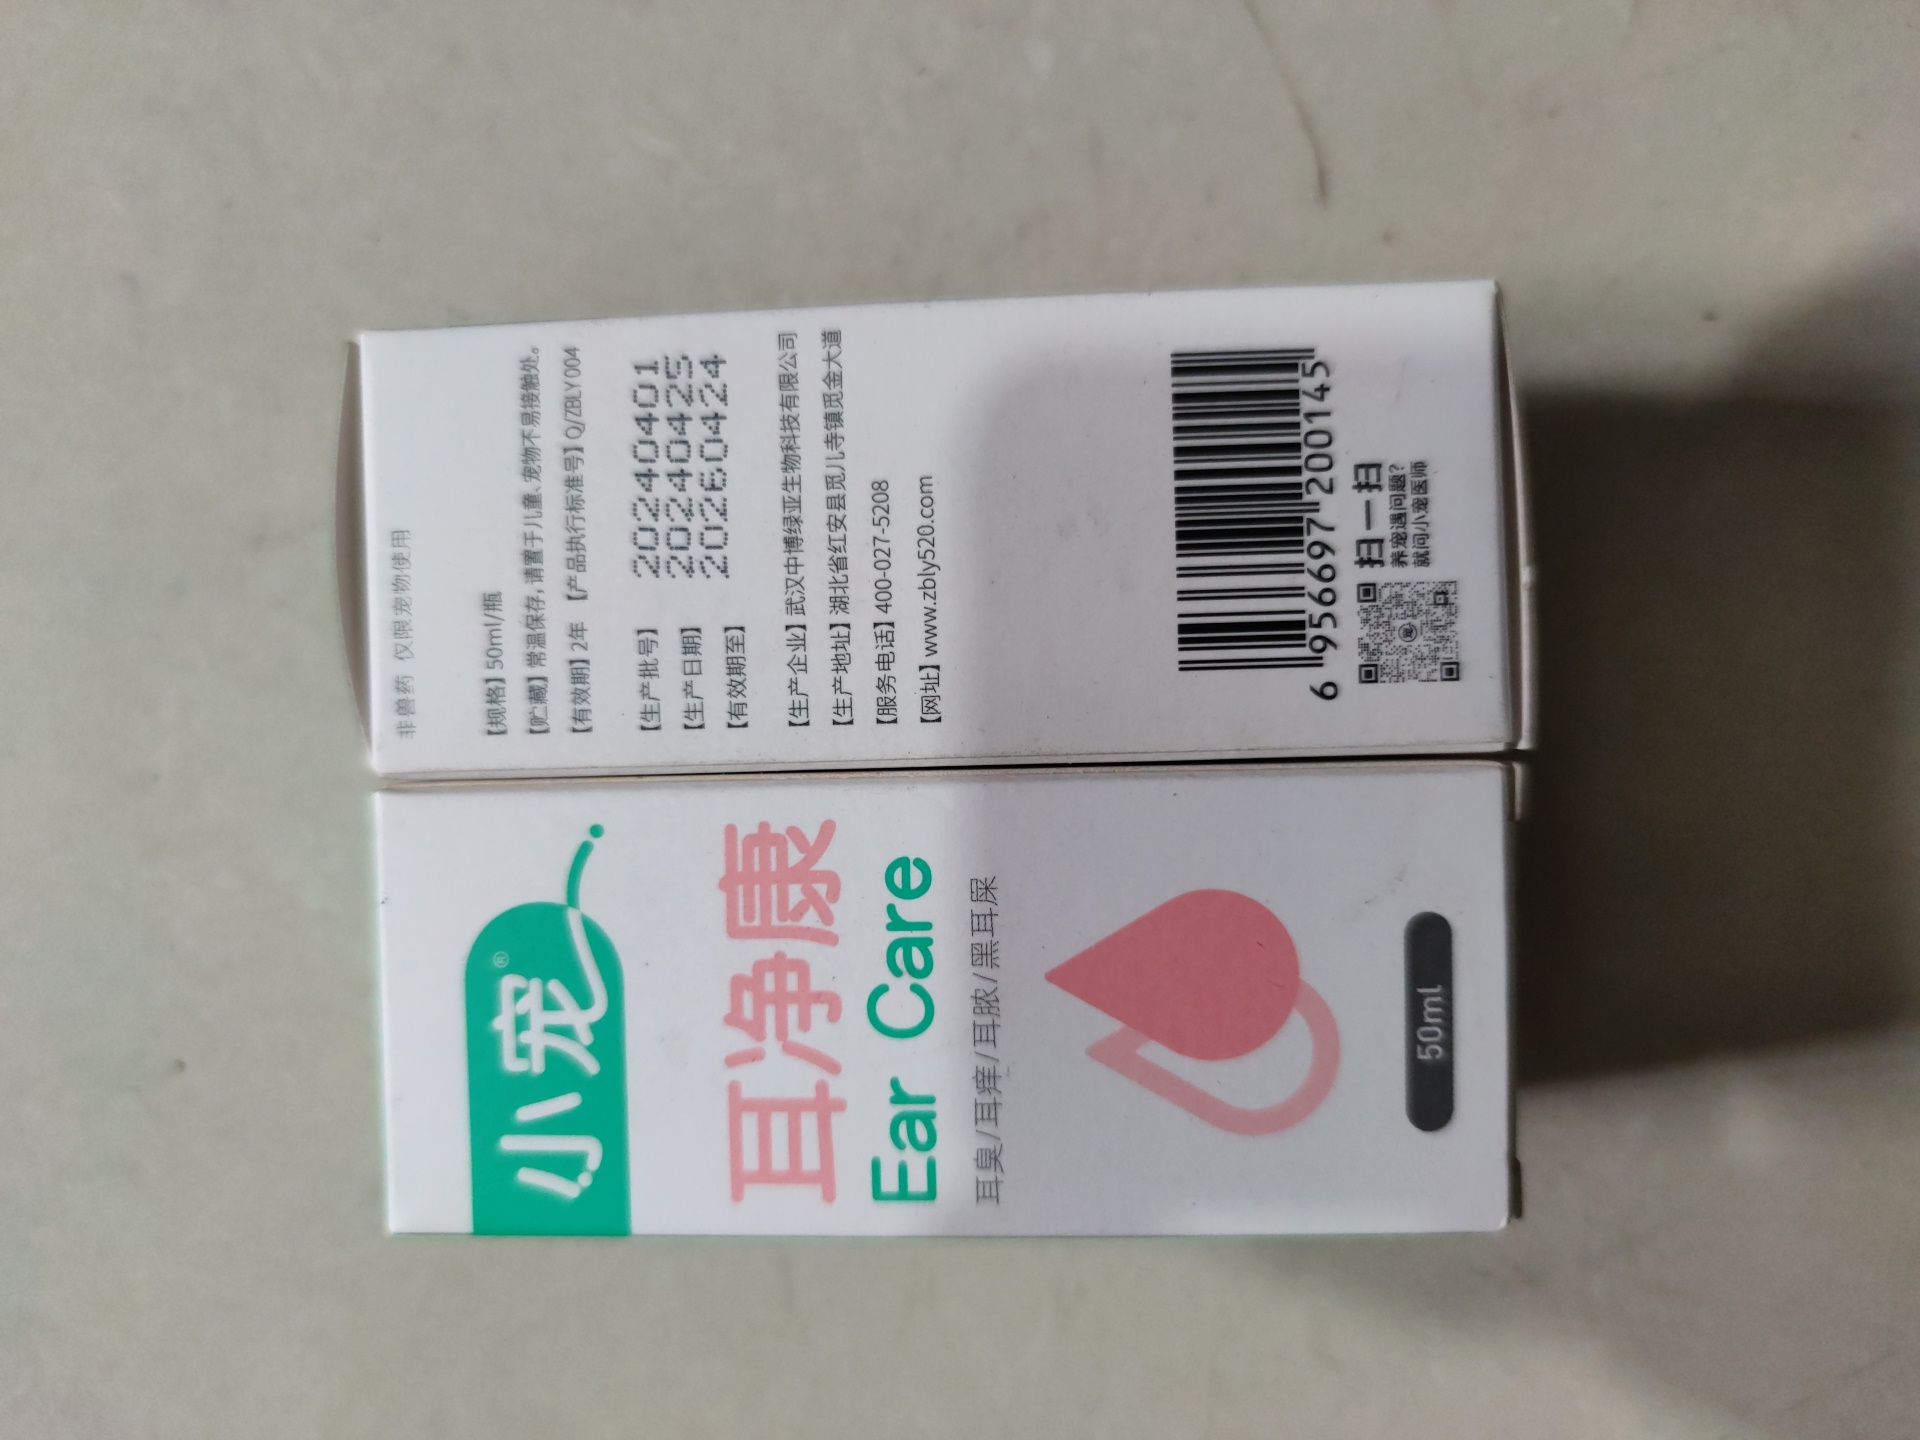 非兽药 仅限宠物使用
【规格】50ml/瓶
【贮藏】常温保存,请置于儿童、宠物不易接触处。
【有效期】2年 【产品执行标准号】Q/ZBLY004
【生产批号】 20240401
【生产日期】 20240425
【有效期至】 20260424
【生产企业】武汉中博绿亚生物科技有限公司
【生产地址】湖北省红安县觅儿寺镇觅金大道
【服务电话】400-027-5208
【网址】www.zbly520.com
6 956697 200145
扫一扫
养宠遇问题?
就问小宠医师
小宠®
耳净康
Ear Care
耳臭/耳痒/耳脓/黑耳屎
50ml